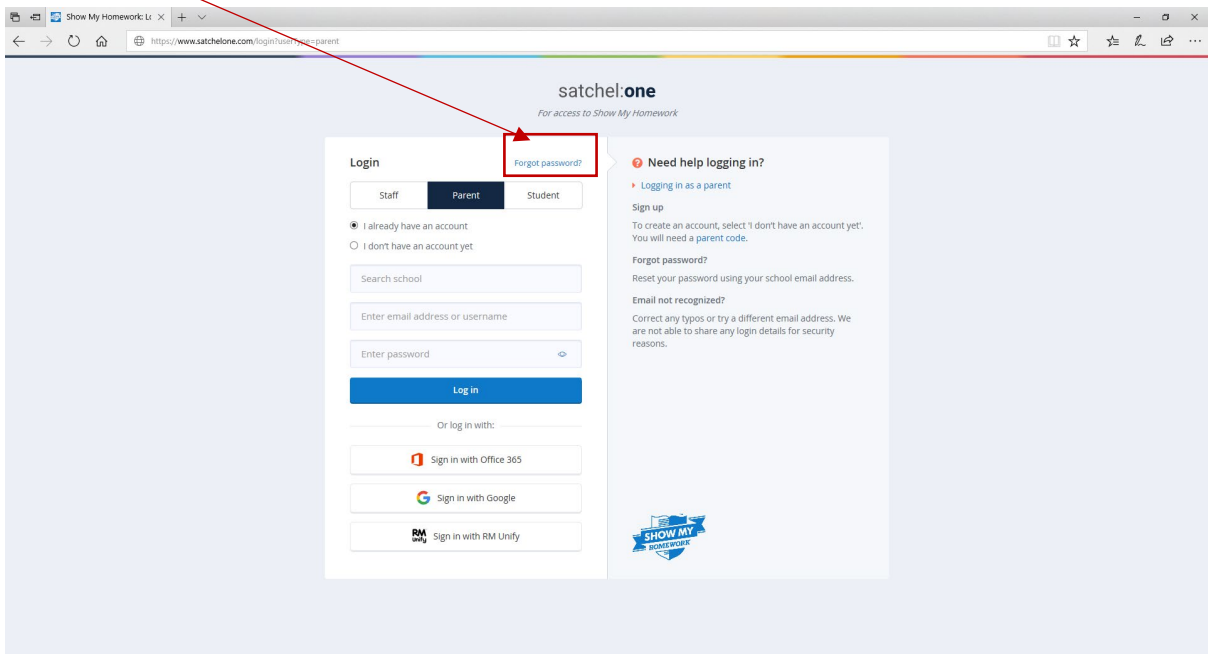 Show My Homework: Lo
https://www.satchelone.com/login?userType=parent
satchel:one
For access to Show My Homework
Login
Forgot password?
Staff
Parent
Student
I already have an account
I don't have an account yet
Search school
Enter email address or username
Enter password
Log in
Or log in with:
Sign in with Office 365
Sign in with Google
RM
Unify
Sign in with RM Unify
Need help logging in?
Logging in as a parent
Sign up
To create an account, select 'I don't have an account yet'.
You will need a parent code.
Forgot password?
Reset your password using your school email address.
Email not recognized?
Correct any typos or try a different email address. We
are not able to share any login details for security
reasons.
SHOW MY
HOMEWORK